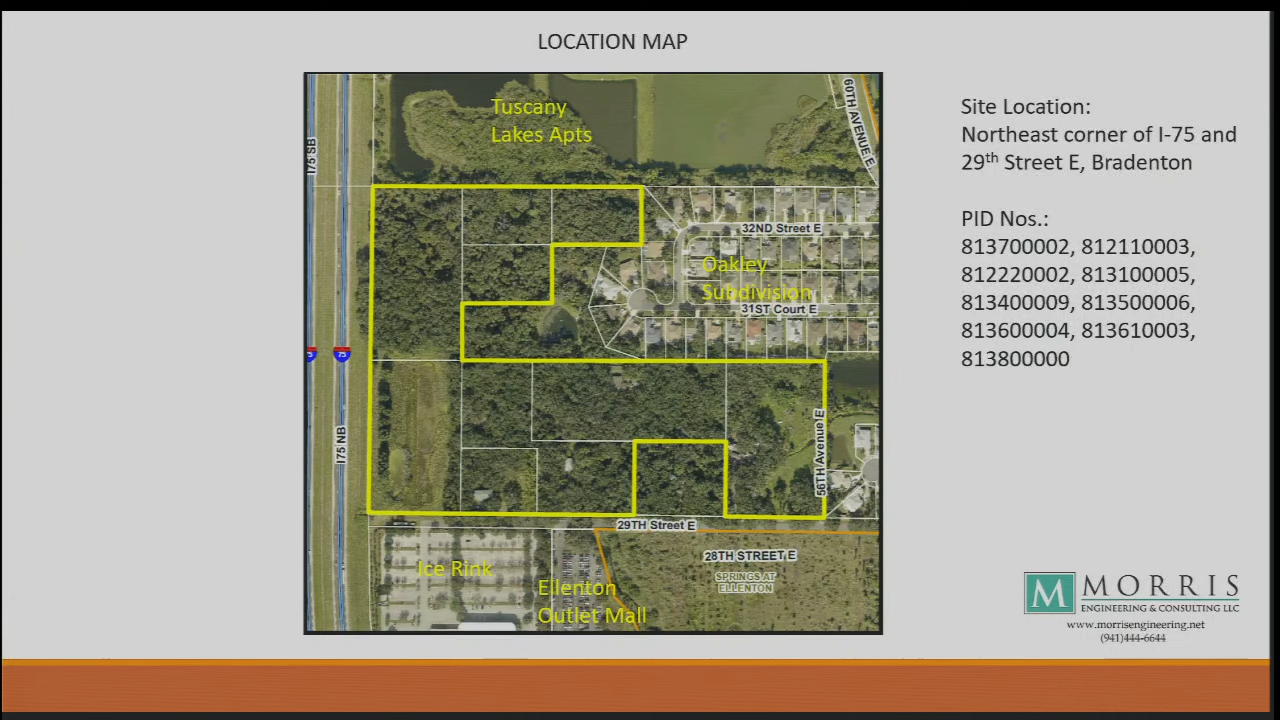 LOCATION MAP
Tuscany
Lakes Apts
60TH AVENUE E
I75 SB
32ND Street E
Oakley
Subdivision
31ST Court E
75
I75 NB
56TH Avenue E
29TH Street E
28TH STREET E
SPRINGS AT
ELLENTON
Ice Rink
Ellenton
Outlet Mall
Site Location:
Northeast corner of I-75 and
29th Street E, Bradenton
PID Nos.:
813700002, 812110003,
812220002, 813100005,
813400009, 813500006,
813600004, 813610003,
813800000
M MORRIS
ENGINEERING & CONSULTING LLC
www.morrisengineering.net
(941)444-6644